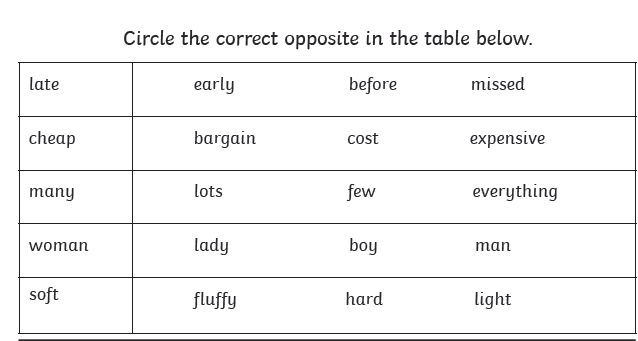 Circle the correct opposite in the table below.
late early before missed
cheap bargain cost expensive
many lots few everything
woman lady boy man
soft fluffy hard light